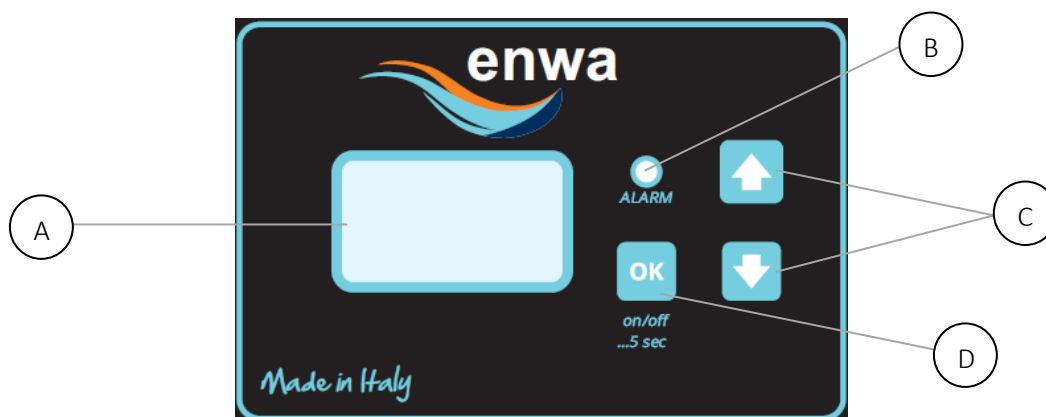 enwa
B
ALARM
A
C
OK
on/off
...5 sec
D
Made in Italy